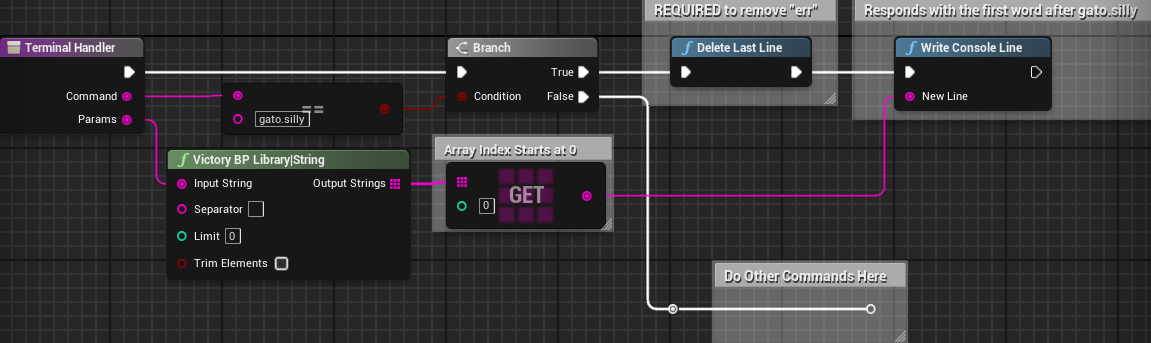 REQUIRED to remove "err"
Responds with the first word after gato.silly
Terminal Handler
Command
Params
==
gato.silly
Branch
True
Condition
False
Delete Last Line
Write Console Line
New Line
Victory BP Library|String
Input String
Output Strings
Separator
Limit
0
Trim Elements
Array Index Starts at 0
0
GET
Do Other Commands Here